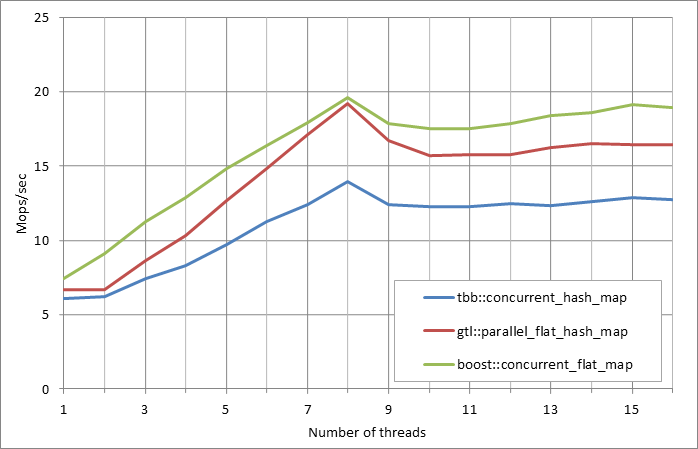 25
20
15
10
5
0
Mops/sec
tbb::concurrent_hash_map
gtl::parallel_flat_hash_map
boost::concurrent_flat_map
1 3 5 7 9 11 13 15
Number of threads